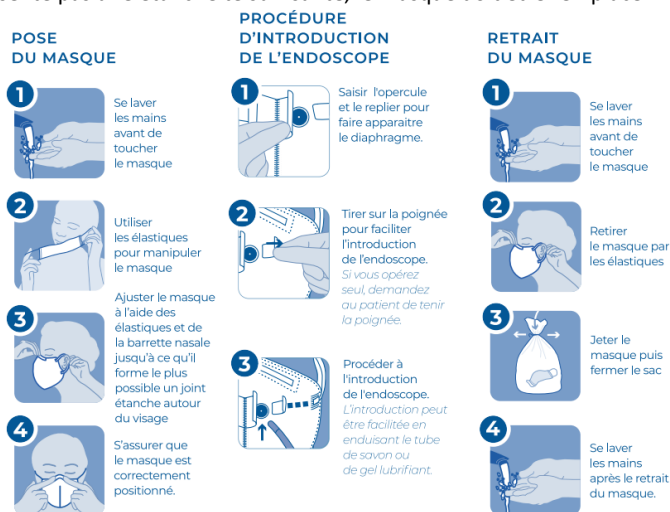 POSE
DU MASQUE
1
Se laver
les mains
avant de
toucher
le masque
2
Utiliser
les élastiques
pour manipuler
le masque
3
Ajuster le masque
à l'aide des
élastiques et de
la barrette nasale
jusqu'à ce qu'il
forme le plus
possible un joint
étanche autour
du visage
4
S'assurer que
le masque est
correctement
positionné.
PROCÉDURE
D'INTRODUCTION
DE L'ENDOSCOPE
1
Saisir l'opercule
et le replier pour
faire apparaitre
le diaphragme.
2
Tirer sur la poignée
pour faciliter
l'introduction
de l'endoscope.
Si vous opérez
seul, demandez
au patient de tenir
la poignée.
3
Procéder à
l'introduction
de l'endoscope.
L'introduction peut
être facilitée en
enduisant le tube
de savon ou
de gel lubrifiant.
RETRAIT
DU MASQUE
1
Se laver
les mains
avant de
toucher
le masque
2
Retirer
le masque par
les élastiques
3
Jeter le
masque puis
fermer le sac
4
Se laver
les mains
après le retrait
du masque.